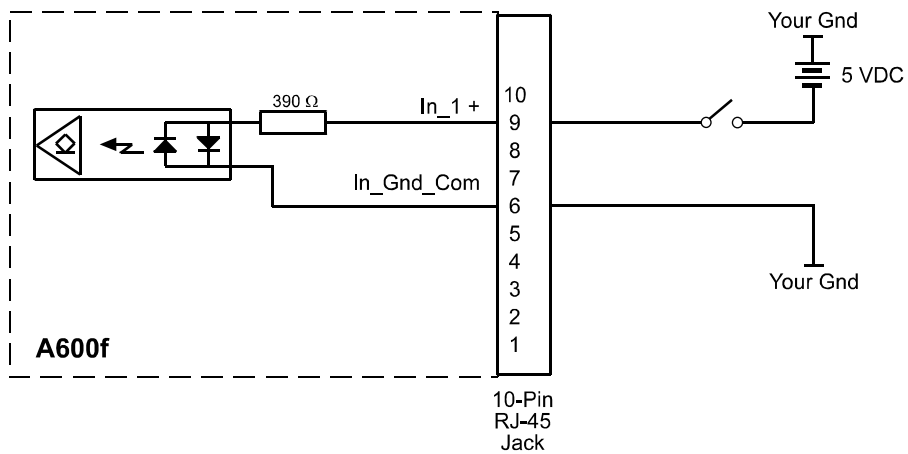 Your Gnd
5 VDC
390 Ω
In_1 +
In_Gnd_Com
10
9
8
7
6
5
4
3
2
1
Your Gnd
A600f
10-Pin
RJ-45
Jack